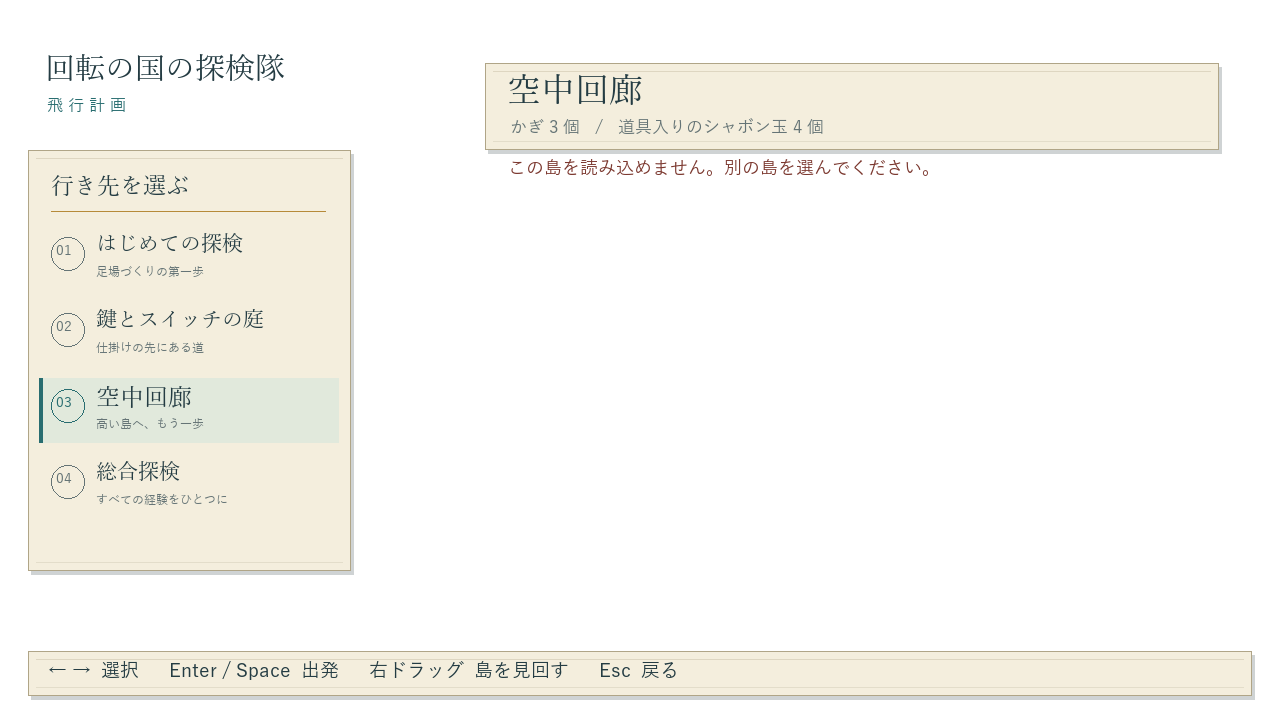 回転の国の探検隊
飛行計画
行き先を選ぶ
01 はじめての探検
足場づくりの第一歩
02 鍵とスイッチの庭
仕掛けの先にある道
03 空中回廊
高い島へ、もう一歩
04 総合探検
すべての経験をひとつに
空中回廊
かぎ 3 個 / 道具入りのシャボン玉 4 個
この島を読み込めません。別の島を選んでください。
← → 選択 Enter / Space 出発 右ドラッグ 島を見回す Esc 戻る